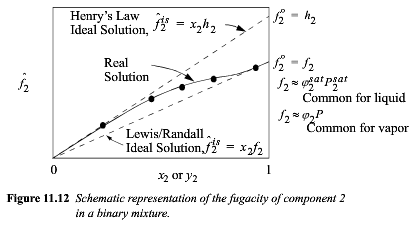 Henry's Law
Ideal Solution, f̂₂ⁱˢ = x₂h₂
f₂° = h₂
Real
Solution
f̂₂
f₂° = f₂
f₂ ≈ φ₂ˢᵃᵗP₂ˢᵃᵗ
Common for liquid
f₂ ≈ φ₂P
Common for vapor
Lewis/Randall
Ideal Solution, f̂₂ⁱˢ = x₂f₂
0
1
x₂ or y₂
Figure 11.12 Schematic representation of the fugacity of component 2
in a binary mixture.